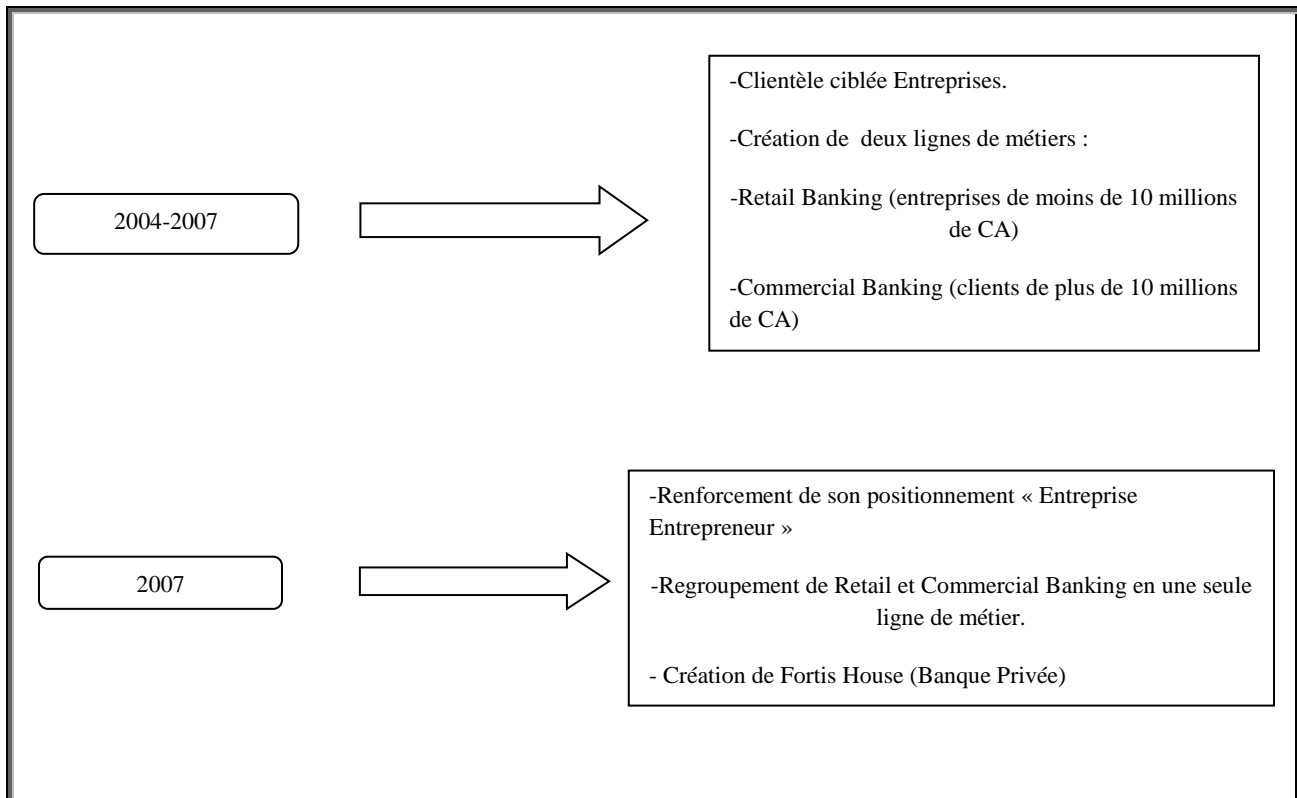 2004-2007
-Clientèle ciblée Entreprises.
-Création de  deux lignes de métiers :
-Retail Banking (entreprises de moins de 10 millions
de CA)
-Commercial Banking (clients de plus de 10 millions
de CA)
2007
-Renforcement de son positionnement « Entreprise
Entrepreneur »
-Regroupement de Retail et Commercial Banking en une seule
ligne de métier.
- Création de Fortis House (Banque Privée)